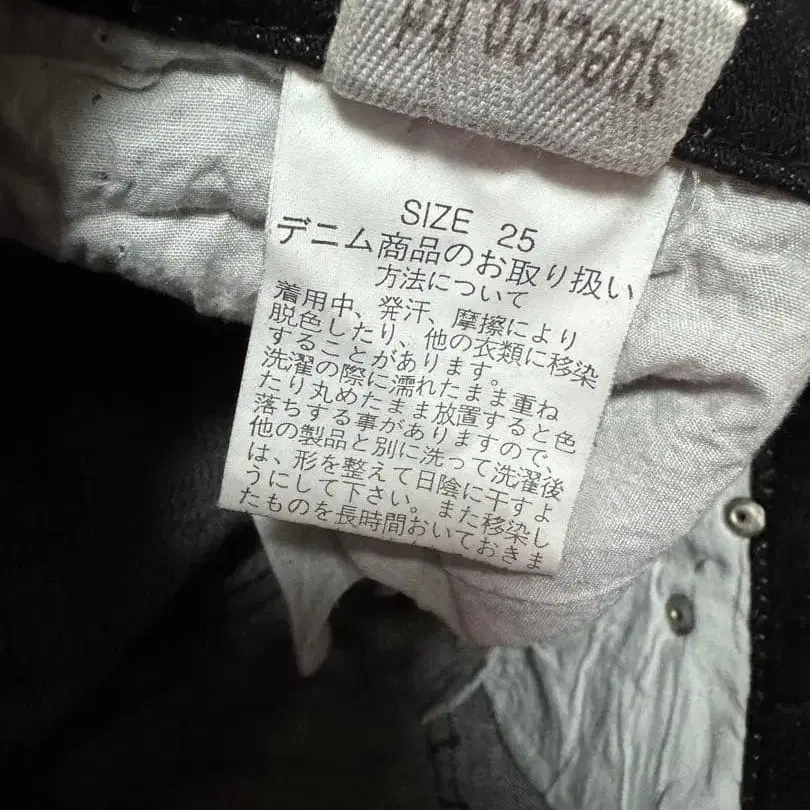 spec.co.ltd
SIZE 25
デニム商品のお取り扱い
方法について
着用中、発汗、摩擦により
脱色したり、他の衣類に移染
することがあります。
洗濯の際に濡れたまま重ね
たり丸めたまま放置すると色
落ちする事がありますので、
他の製品と別に洗って洗濯後
は、形を整えて日陰に干すよ
うにして下さい。また移染し
たものを長時間おいておきま